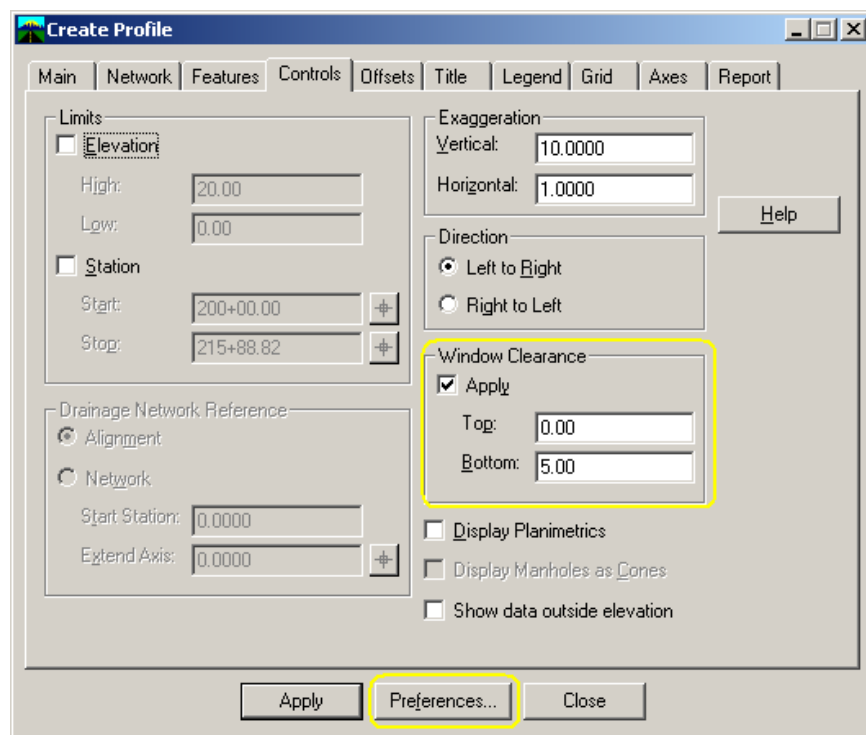 Create Profile
Main Network Features Controls Offsets Title Legend Grid Axes Report
Limits
Elevation
High: 20.00
Low: 0.00
Station
Start: 200+00.00
Stop: 215+88.82
Drainage Network Reference
Alignment
Network
Start Station: 0.0000
Extend Axis: 0.0000
Exaggeration
Vertical: 10.0000
Horizontal: 1.0000
Direction
Left to Right
Right to Left
Window Clearance
Apply
Top: 0.00
Bottom: 5.00
Display Planimetrics
Display Manholes as Cones
Show data outside elevation
Help
Apply Preferences... Close